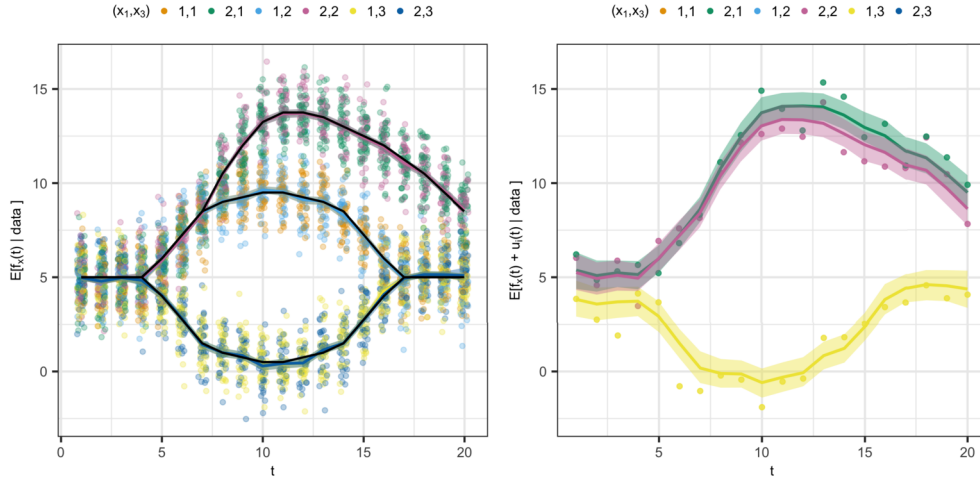 (x1,x3) 1,1 2,1 1,2 2,2 1,3 2,3
E[fx(t) | data ]
15
10
5
0
0 5 10 15 20
t
(x1,x3) 1,1 2,1 1,2 2,2 1,3 2,3
E[fx(t) + ui(t) | data ]
15
10
5
0
5 10 15 20
t